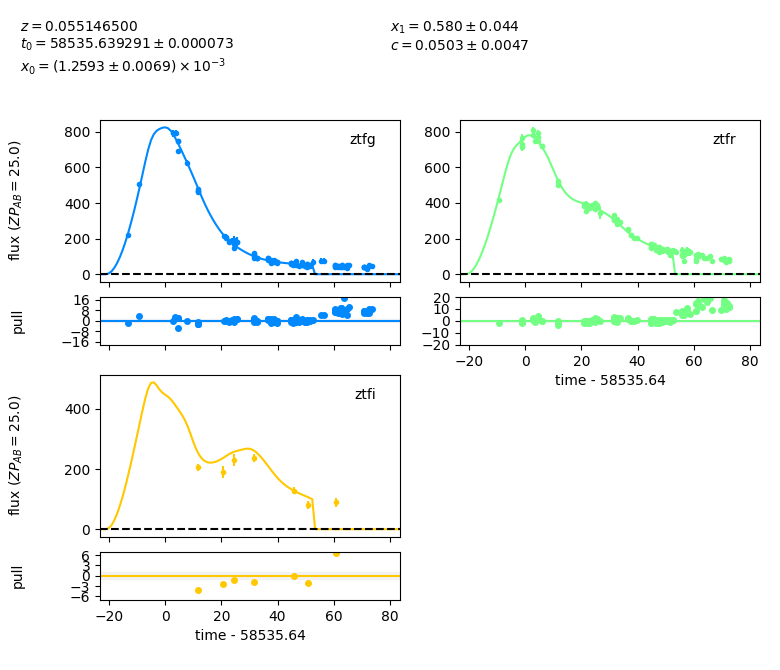 z = 0.055146500
t₀ = 58535.639291 ± 0.000073
x₀ = (1.2593 ± 0.0069) × 10⁻³
x₁ = 0.580 ± 0.044
c = 0.0503 ± 0.0047
flux (ZP_AB = 25.0)
800
600
400
200
0
ztfg
800
600
400
200
0
ztfr
pull
16
8
0
−8
−16
20
10
0
−10
−20
−20 0 20 40 60 80
time - 58535.64
flux (ZP_AB = 25.0)
400
200
0
ztfi
pull
6
3
0
−3
−6
−20 0 20 40 60 80
time - 58535.64